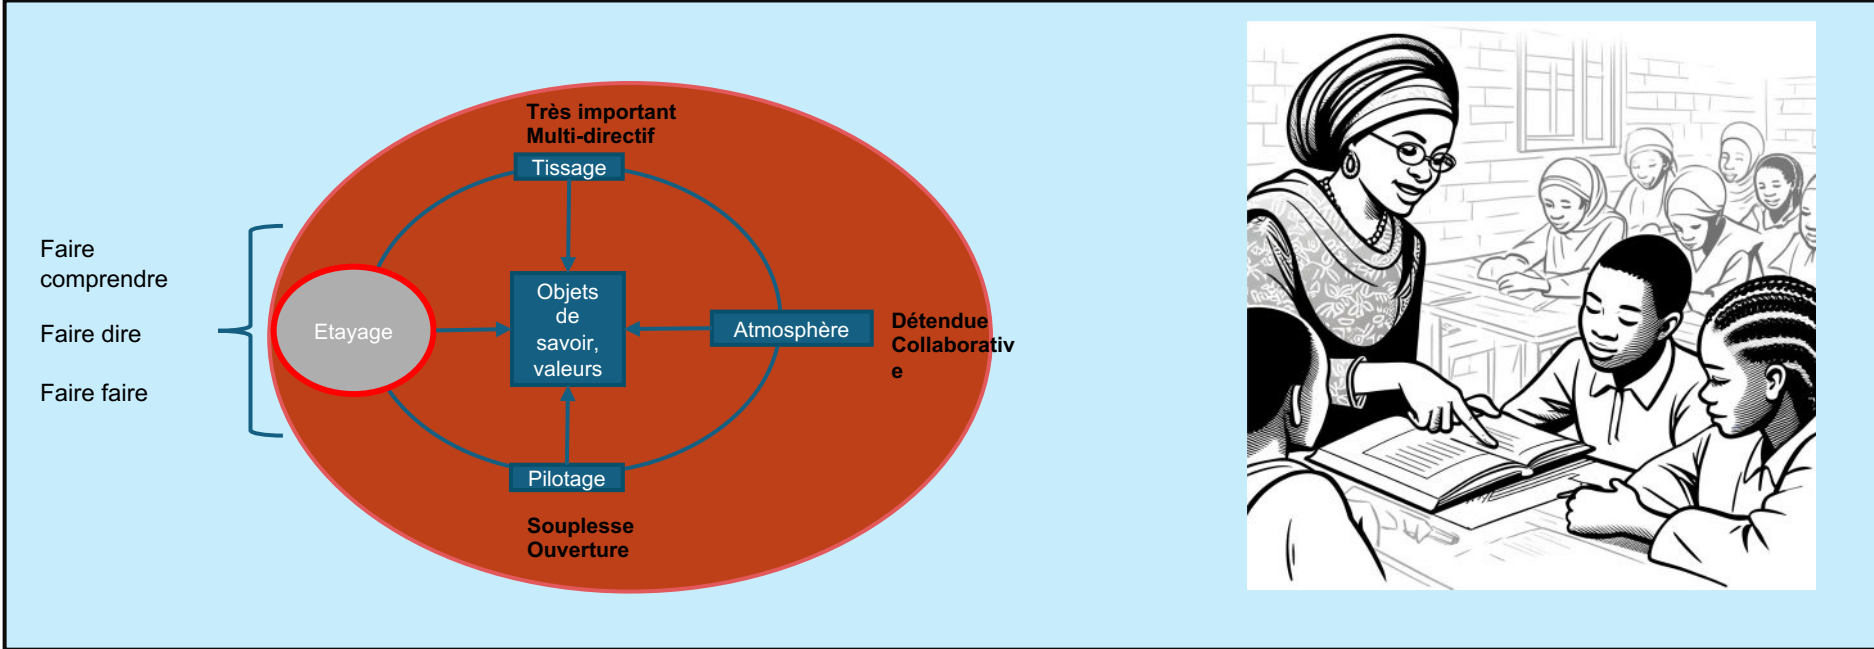 Très important
Multi-directif
Tissage
Faire
comprendre
Faire dire
Faire faire
Etayage
Objets
de
savoir,
valeurs
Atmosphère
Détendue
Collaborativ
e
Pilotage
Souplesse
Ouverture